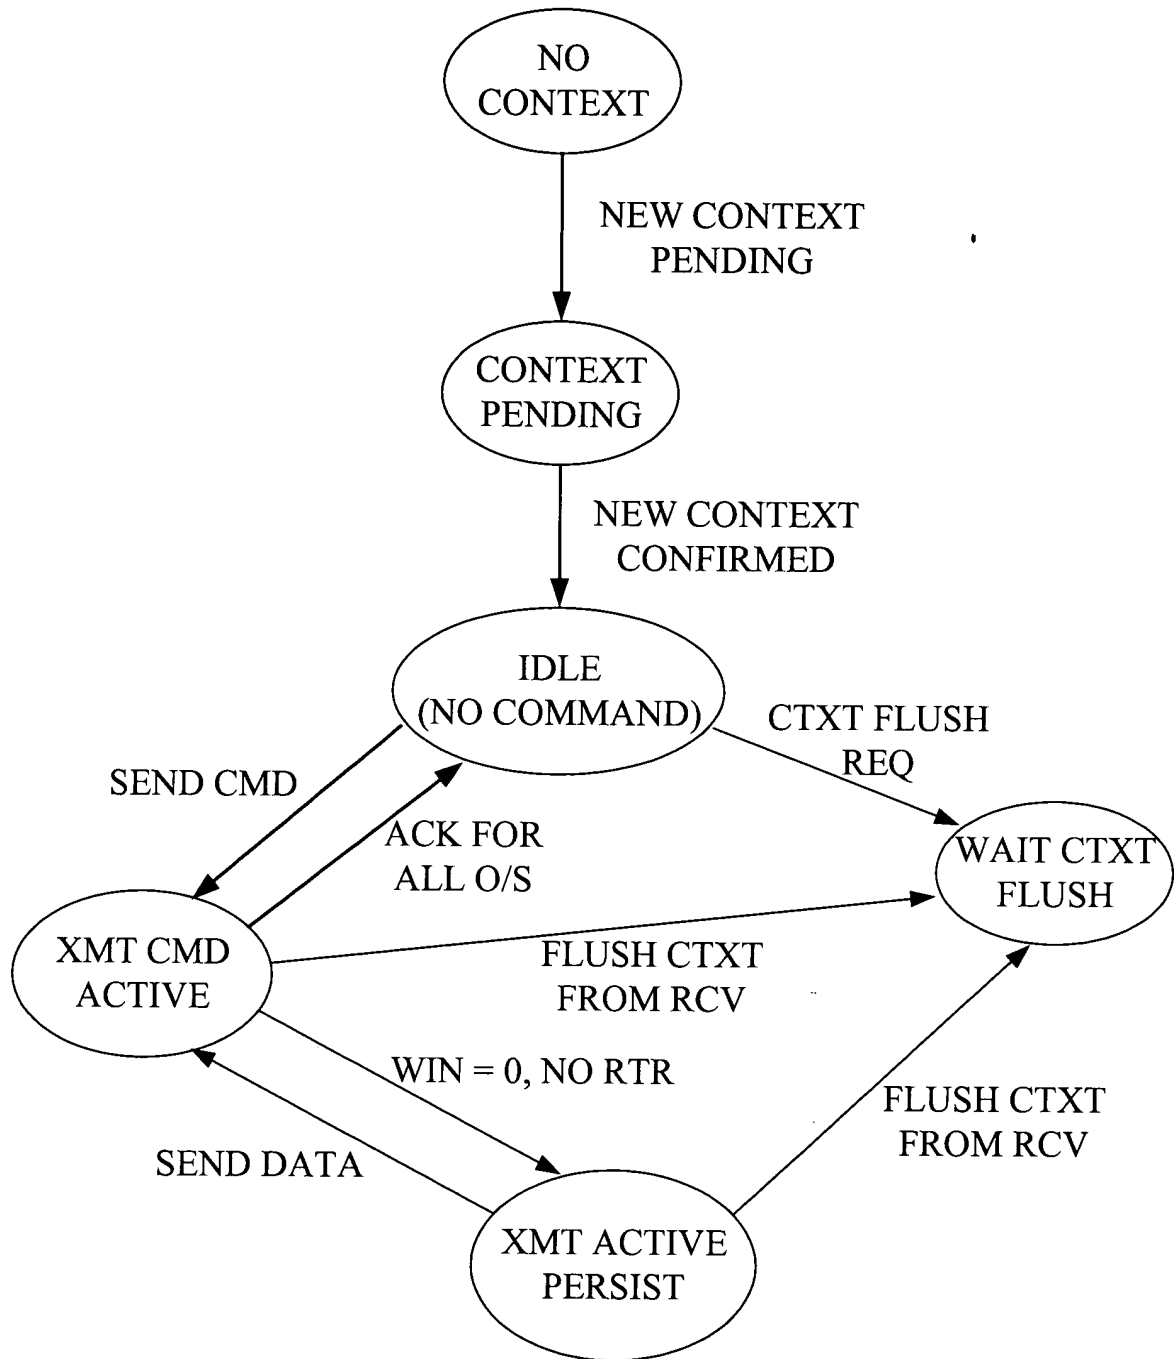 NO
CONTEXT
NEW CONTEXT
PENDING
CONTEXT
PENDING
NEW CONTEXT
CONFIRMED
IDLE
(NO COMMAND)
CTXT FLUSH
REQ
SEND CMD
ACK FOR
ALL O/S
WAIT CTXT
FLUSH
XMT CMD
ACTIVE
FLUSH CTXT
FROM RCV
WIN = 0, NO RTR
FLUSH CTXT
FROM RCV
SEND DATA
XMT ACTIVE
PERSIST